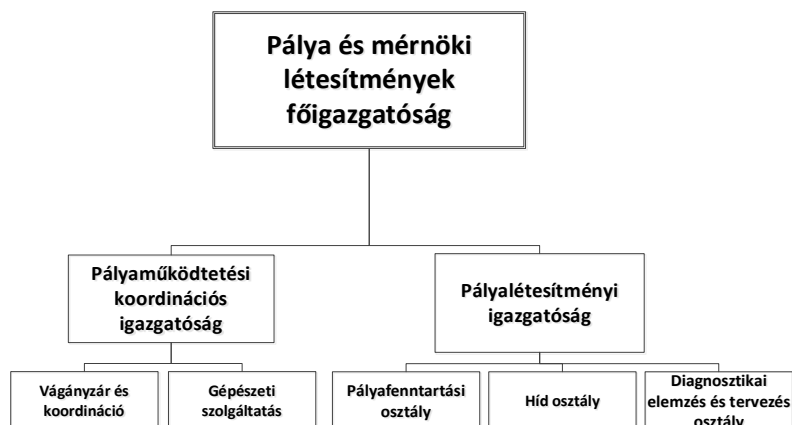 Pálya és mérnöki
létesítmények
főigazgatóság
Pályaműködtetési
koordinációs
igazgatóság
Pályalétesítményi
igazgatóság
Vágányzár és
koordináció
Gépészeti
szolgáltatás
Pályafenntartási
osztály
Híd osztály
Diagnosztikai
elemzés és tervezés
osztály